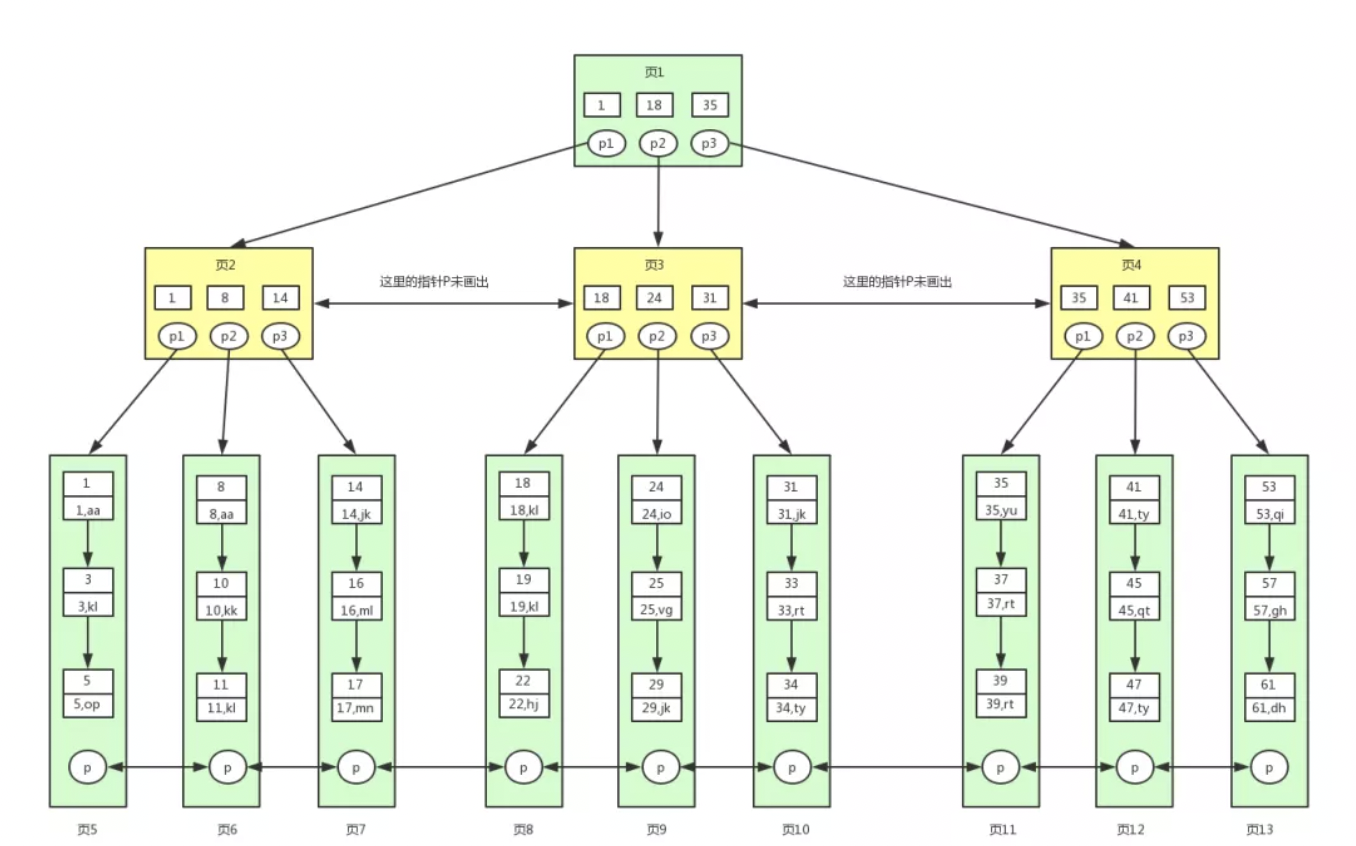 页1
1 18 35
p1 p2 p3
页2
1 8 14
p1 p2 p3
这里的指针P未画出
页3
18 24 31
p1 p2 p3
这里的指针P未画出
页4
35 41 53
p1 p2 p3
1
1,aa
3
3,kl
5
5,op
p
页5
8
8,aa
10
10,kk
11
11,kl
p
页6
14
14,jk
16
16,ml
17
17,mn
p
页7
18
18,kl
19
19,kl
22
22,hj
p
页8
24
24,io
25
25,vg
29
29,jk
p
页9
31
31,jk
33
33,rt
34
34,ty
p
页10
35
35,yu
37
37,rt
39
39,rt
p
页11
41
41,ty
45
45,qt
47
47,ty
p
页12
53
53,qi
57
57,gh
61
61,dh
p
页13